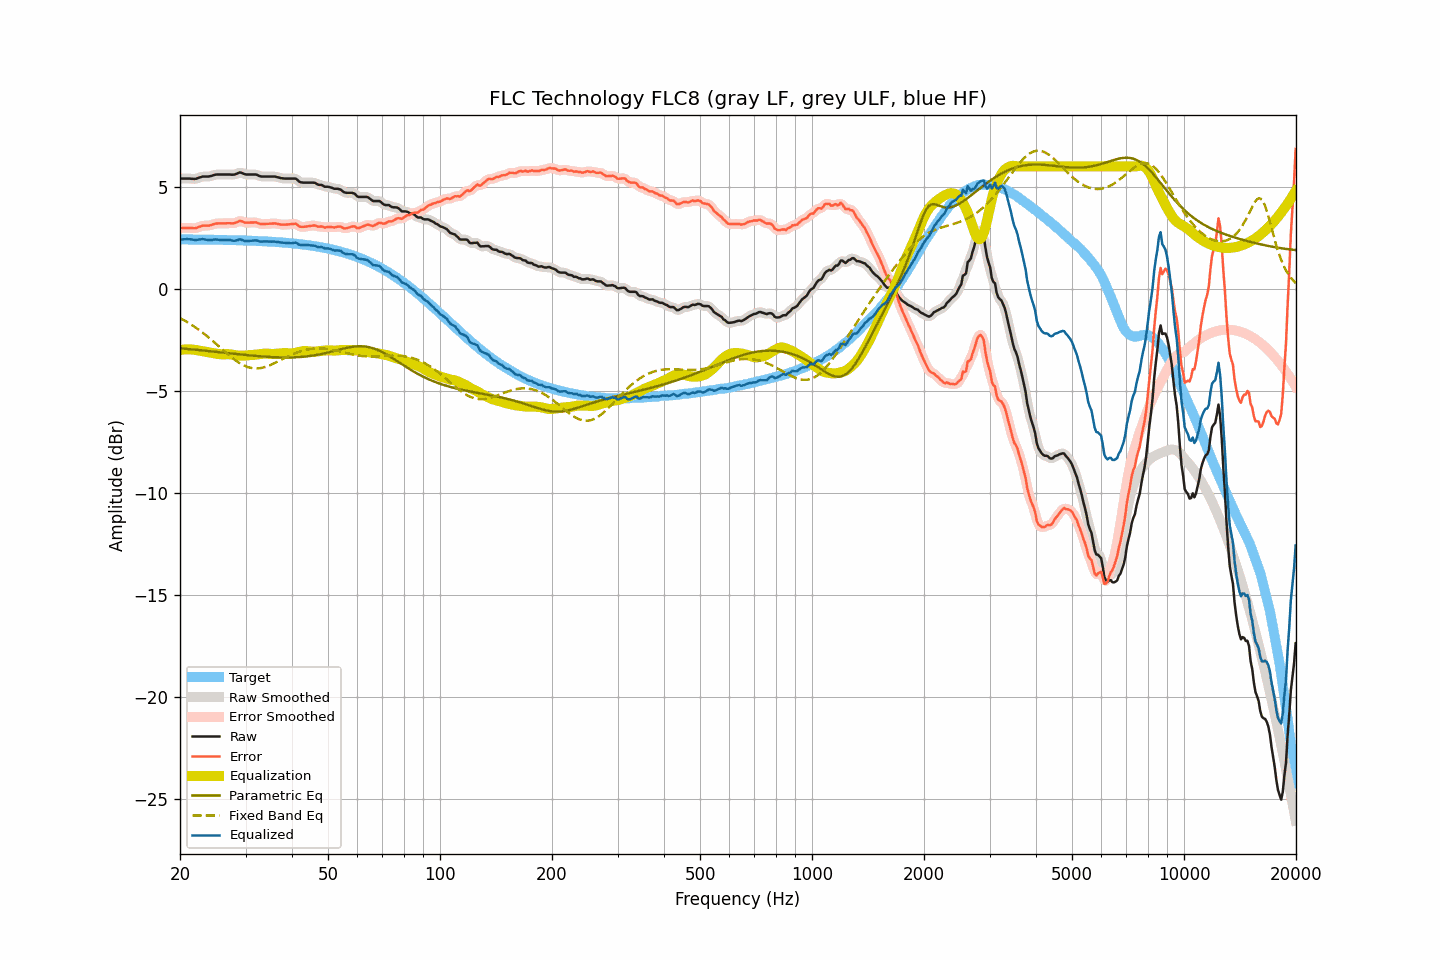 FLC Technology FLC8 (gray LF, grey ULF, blue HF)
5
0
−5
−10
−15
−20
−25
Amplitude (dBr)
Target
Raw Smoothed
Error Smoothed
Raw
Error
Equalization
Parametric Eq
Fixed Band Eq
Equalized
20
50
100
200
500
1000
2000
5000
10000
20000
Frequency (Hz)